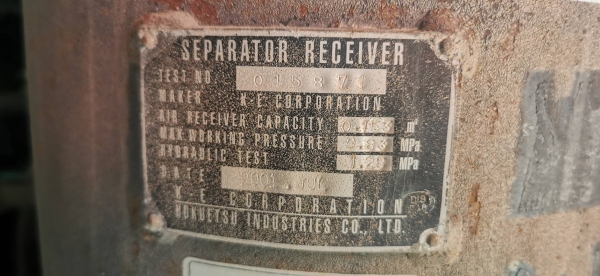 SEPARATOR RECEIVER
TEST NO
MAKER K.E CORPORATION
AIR RECEIVER CAPACITY m³
MAX.WORKING PRESSURE MPa
HYDRAULIC TEST MPa
DATE
K.E CORPORATION
HOKUETSU INDUSTRIES CO., LTD.